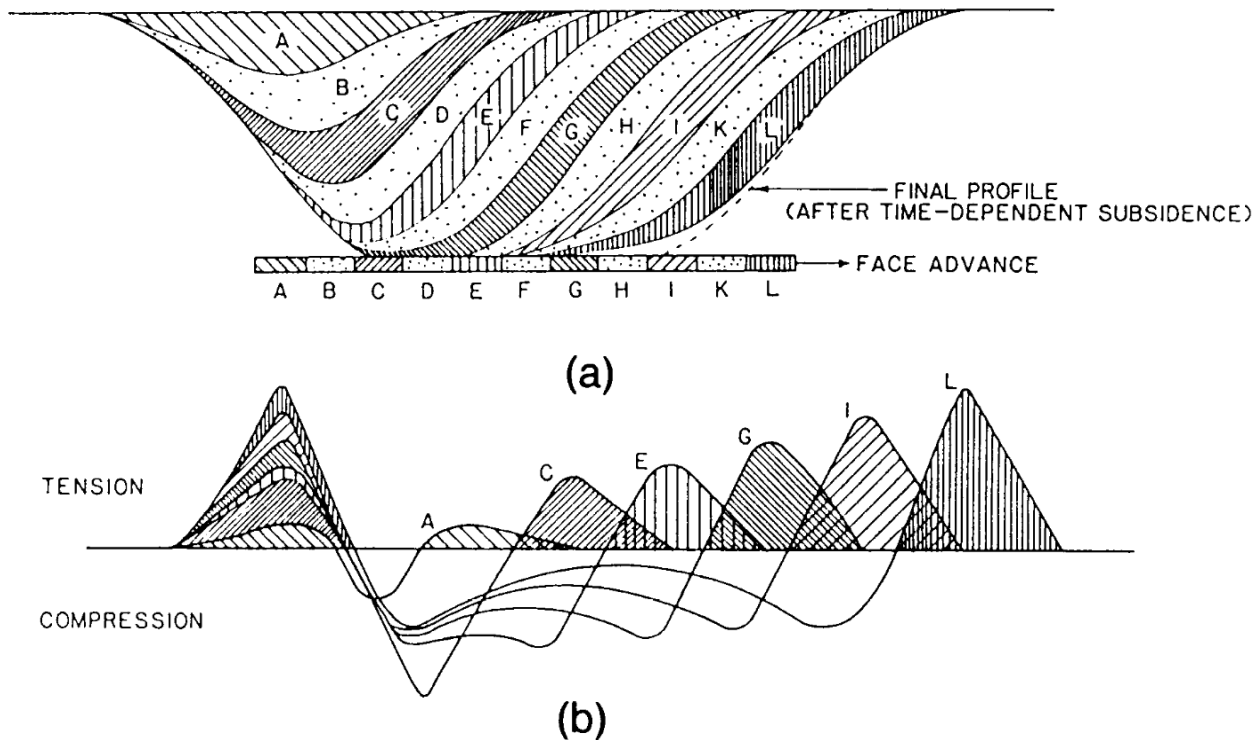 A
B
C
D
E
F
G
H
I
K
L
FINAL PROFILE
(AFTER TIME-DEPENDENT SUBSIDENCE)
FACE ADVANCE
A B C D E F G H I K L
(a)
L
I
G
E
C
TENSION
A
COMPRESSION
(b)